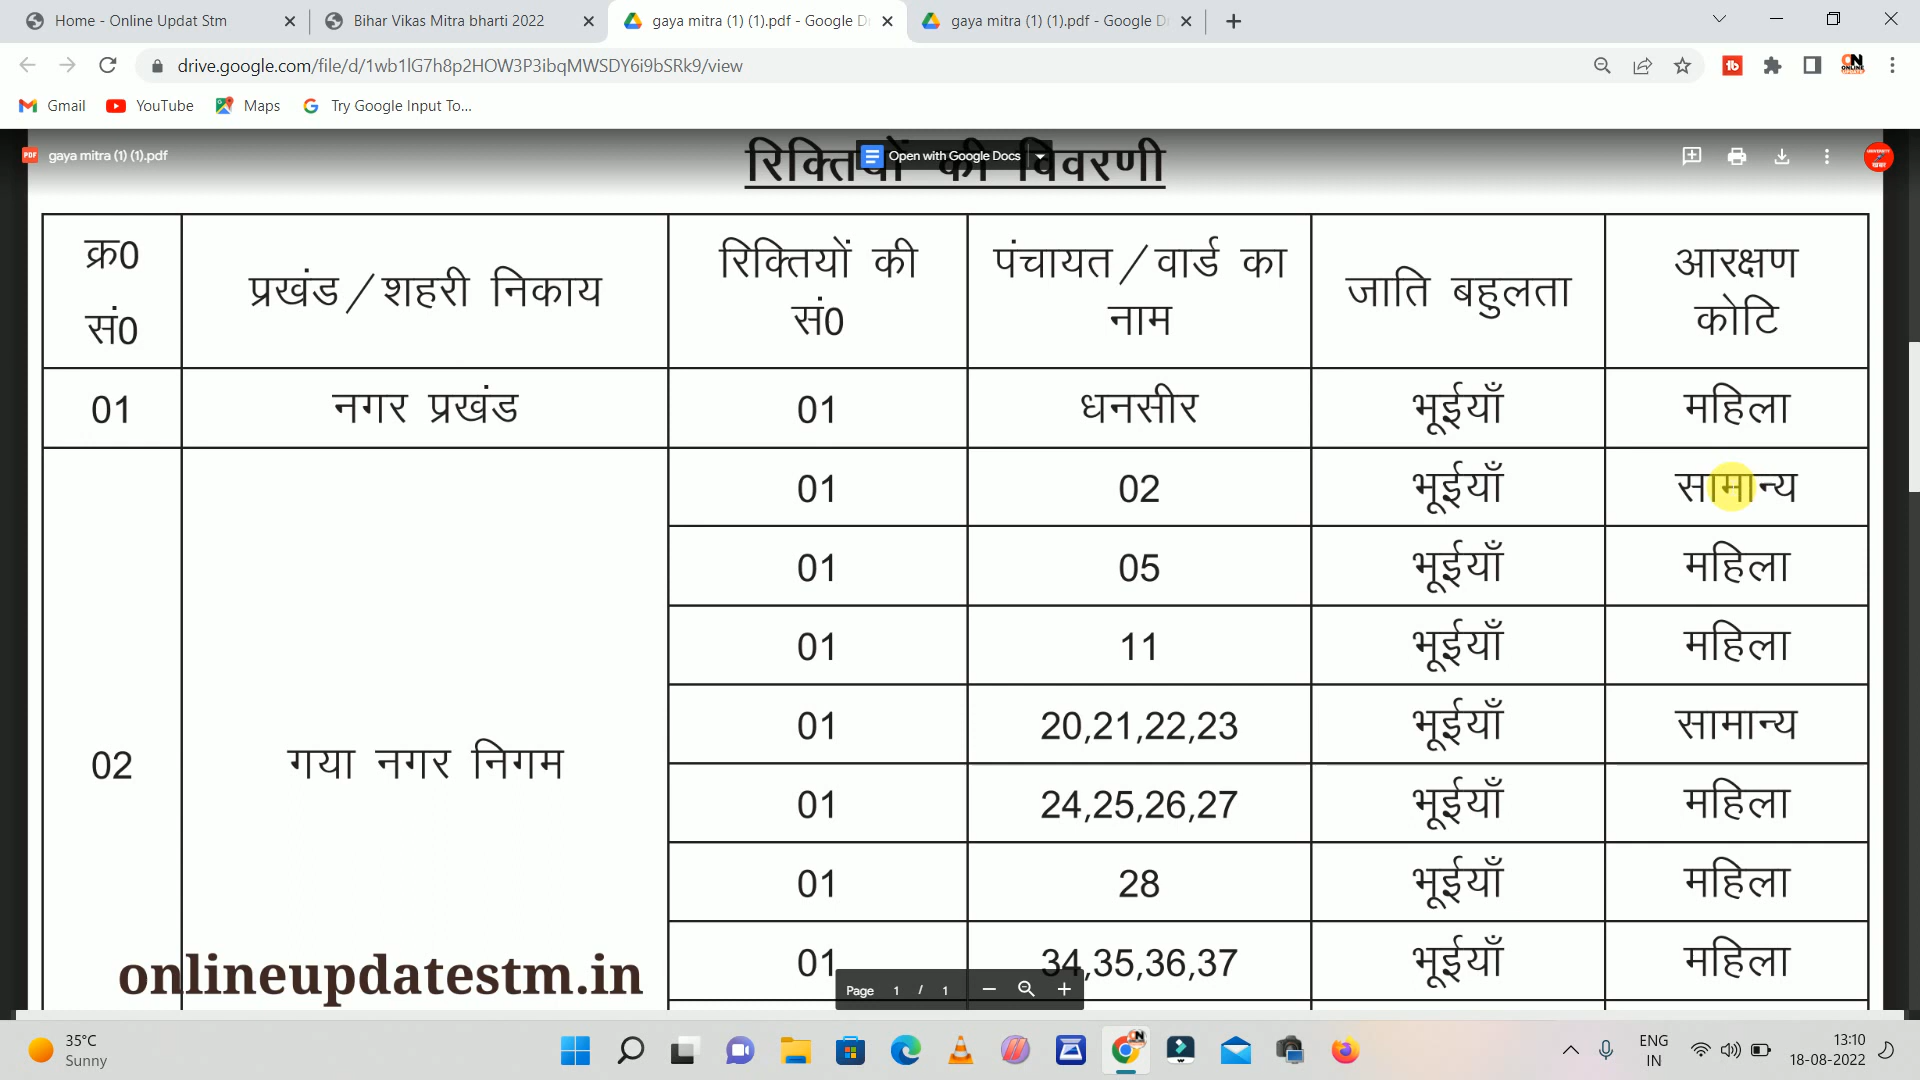 Home - Online Updat Stm
Bihar Vikas Mitra bharti 2022
gaya mitra (1) (1).pdf - Google D
gaya mitra (1) (1).pdf - Google D
drive.google.com/file/d/1wb1lG7h8p2HOW3P3ibqMWSDY6i9bSRk9/view
Gmail YouTube Maps Try Google Input To...
PDF gaya mitra (1) (1).pdf
Open with Google Docs
रिक्तियों की विवरणी
क्र0 सं0 प्रखंड/शहरी निकाय रिक्तियों की सं0 पंचायत/वार्ड का नाम जाति बहुलता आरक्षण कोटि
01 नगर प्रखंड 01 धनसीर भूईयाँ महिला
02 गया नगर निगम
01 02 भूईयाँ सामान्य
01 05 भूईयाँ महिला
01 11 भूईयाँ महिला
01 20,21,22,23 भूईयाँ सामान्य
01 24,25,26,27 भूईयाँ महिला
01 28 भूईयाँ महिला
01 34,35,36,37 भूईयाँ महिला
onlineupdatestm.in
Page 1 / 1
35°C
Sunny
ENG
IN
13:10
18-08-2022